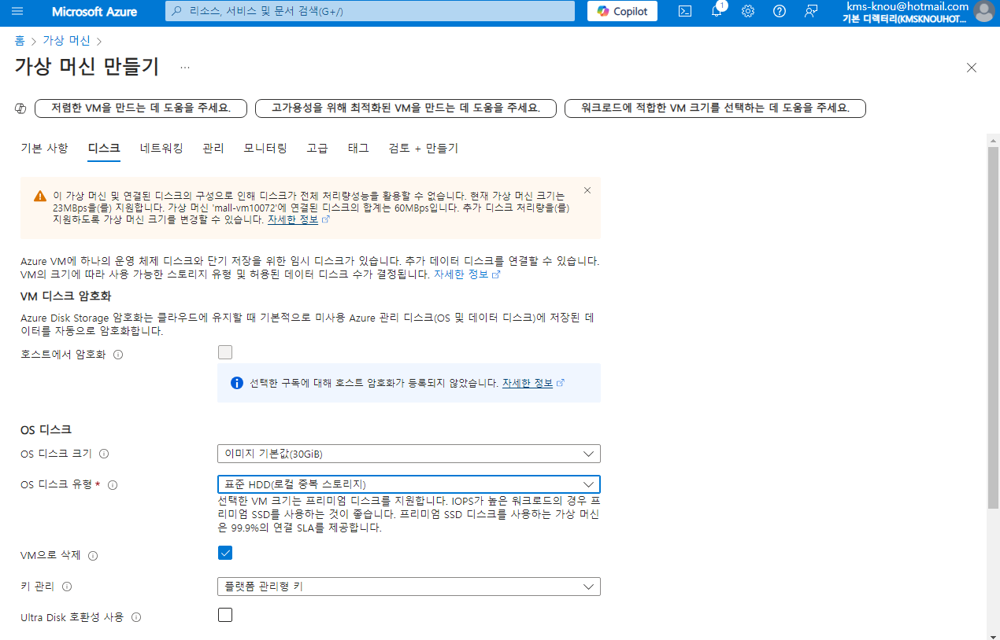 Microsoft Azure
리소스, 서비스 및 문서 검색(G+/)
Copilot
1
kms-knou@hotmail.com
기본 디렉터리(KMSKNOUHOT...
홈 > 가상 머신 >
가상 머신 만들기 ...
저렴한 VM을 만드는 데 도움을 주세요.
고가용성을 위해 최적화된 VM을 만드는 데 도움을 주세요.
워크로드에 적합한 VM 크기를 선택하는 데 도움을 주세요.
기본 사항 디스크 네트워킹 관리 모니터링 고급 태그 검토 + 만들기
이 가상 머신 및 연결된 디스크의 구성으로 인해 디스크가 전체 처리량성능을 활용할 수 없습니다. 현재 가상 머신 크기는
23MBps을(를) 지원합니다. 가상 머신 'mall-vm10072'에 연결된 디스크의 합계는 60MBps입니다. 추가 디스크 처리량을(를)
지원하도록 가상 머신 크기를 변경할 수 있습니다. 자세한 정보
Azure VM에 하나의 운영 체제 디스크와 단기 저장을 위한 임시 디스크가 있습니다. 추가 데이터 디스크를 연결할 수 있습니다.
VM의 크기에 따라 사용 가능한 스토리지 유형 및 허용된 데이터 디스크 수가 결정됩니다. 자세한 정보
VM 디스크 암호화
Azure Disk Storage 암호화는 클라우드에 유지할 때 기본적으로 미사용 Azure 관리 디스크(OS 및 데이터 디스크)에 저장된 데
이터를 자동으로 암호화합니다.
호스트에서 암호화
선택한 구독에 대해 호스트 암호화가 등록되지 않았습니다. 자세한 정보
OS 디스크
OS 디스크 크기
이미지 기본값(30GiB)
OS 디스크 유형 *
표준 HDD(로컬 중복 스토리지)
선택한 VM 크기는 프리미엄 디스크를 지원합니다. IOPS가 높은 워크로드의 경우 프
리미엄 SSD를 사용하는 것이 좋습니다. 프리미엄 SSD 디스크를 사용하는 가상 머신
은 99.9%의 연결 SLA를 제공합니다.
VM으로 삭제
키 관리
플랫폼 관리형 키
Ultra Disk 호환성 사용